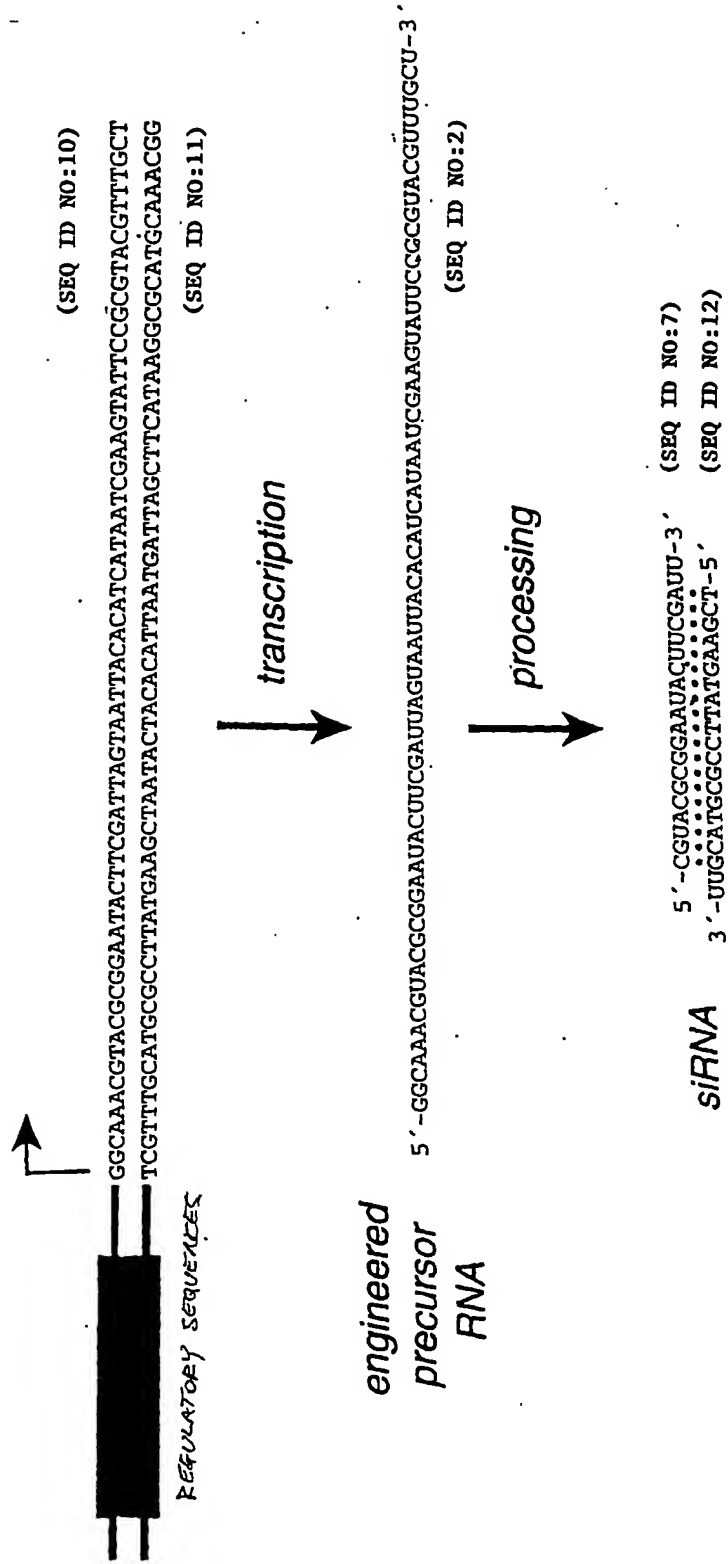 (SEQ ID NO:10)
GGCAAACGTACGCGGAATACTTCGATTAGTAATTACACATCATAATCGAAGTATTCCGCGTACGTTTGCT
TCGTTTGCATGCGCCTTATGAAGCTAATACTACACATTAATGATTAGCTTCATAAGGCGCATGCAAACGG
(SEQ ID NO:11)
REGULATORY SEQUENCES
transcription
engineered
precursor
RNA
5´-GGCAAACGUACGCGGAAUACUUCGAUUAGUAAUUACACAUCAUAAUCGAAGUAUUCCGCGUACGUUUGCU-3´
(SEQ ID NO:2)
processing
siRNA
5´-CGUACGCGGAAUACUUCGAUU-3´ (SEQ ID NO:7)
3´-UUGCATGCGCCTTATGAAGCT-5´ (SEQ ID NO:12)